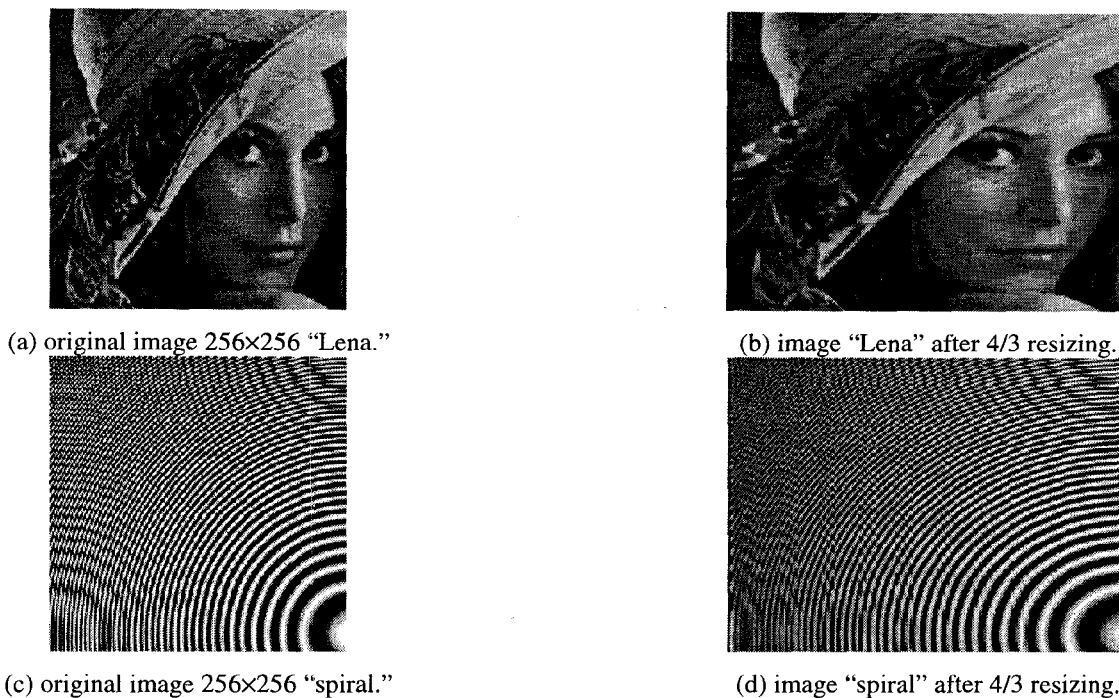 (a) original image 256×256 “Lena.”
(b) image “Lena” after 4/3 resizing.
(c) original image 256×256 “spiral.”
(d) image “spiral” after 4/3 resizing.